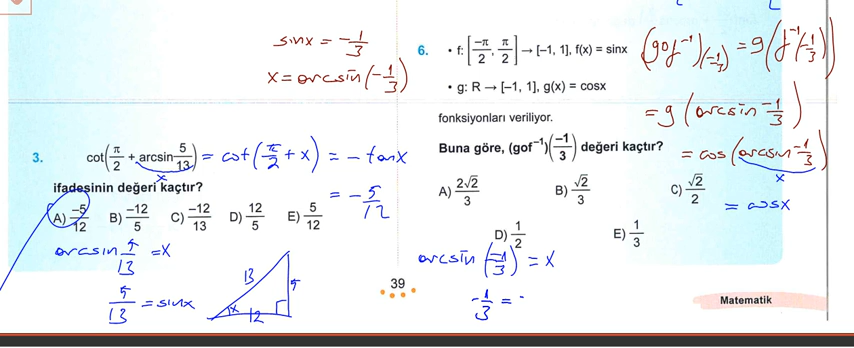 3. cot(π/2 + arcsin 5/13) = cot(π/2 + x) = - tanx
x
= - 5/12
ifadesinin değeri kaçtır?
A) -5/12 B) -12/5 C) -12/13 D) 12/5 E) 5/12
arcsin 5/13 = x
5/13 = sinx
13
5
x
12
sinx = - 1/3
x = arcsin(-1/3)
6. • f: [-π/2, π/2] → [-1, 1], f(x) = sinx
• g: R → [-1, 1], g(x) = cosx
fonksiyonları veriliyor.
Buna göre, (gof⁻¹)(-1/3) değeri kaçtır?
A) 2√2/3 B) √2/3 C) √2/2
D) 1/2 E) 1/3
(gof⁻¹)(-1/3) = g(f⁻¹(-1/3))
= g(arcsin -1/3)
= cos(arcsin -1/3)
x
= cosx
arcsin(-1/3) = x
-1/3 =
39
Matematik